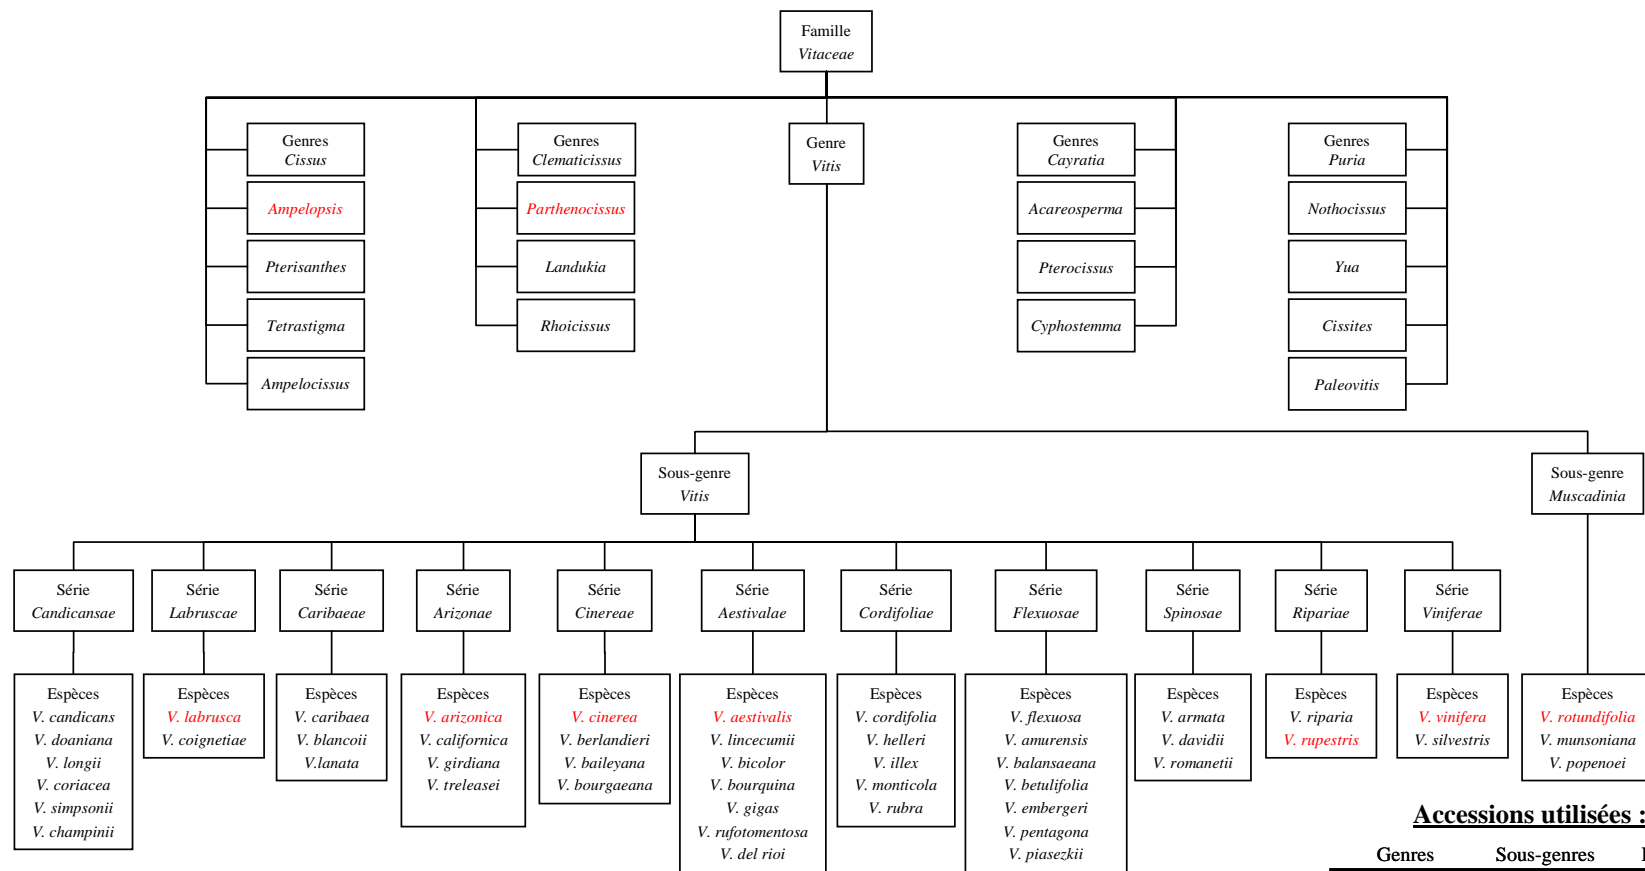 Famille
Vitaceae
Genres
Cissus
Ampelopsis
Pterisanthes
Tetrastigma
Ampelocissus
Genres
Clematicissus
Parthenocissus
Landukia
Rhoicissus
Genre
Vitis
Genres
Cayratia
Acareosperma
Pterocissus
Cyphostemma
Genres
Puria
Nothocissus
Yua
Cissites
Paleovitis
Sous-genre
Vitis
Sous-genre
Muscadinia
Série
Candicansae
Série
Labruscae
Série
Caribaeae
Série
Arizonae
Série
Cinereae
Série
Aestivalae
Série
Cordifoliae
Série
Flexuosae
Série
Spinosae
Série
Ripariae
Série
Viniferae
Espèces
V. candicans
V. doaniana
V. longii
V. coriacea
V. simpsonii
V. champinii
Espèces
V. labrusca
V. coignetiae
Espèces
V. caribaea
V. blancoii
V.lanata
Espèces
V. arizonica
V. californica
V. girdiana
V. treleasei
Espèces
V. cinerea
V. berlandieri
V. baileyana
V. bourgaeana
Espèces
V. aestivalis
V. lincecumii
V. bicolor
V. bourquina
V. gigas
V. rufotomentosa
V. del rioi
Espèces
V. cordifolia
V. helleri
V. illex
V. monticola
V. rubra
Espèces
V. flexuosa
V. amurensis
V. balansaeana
V. betulifolia
V. embergeri
V. pentagona
V. piasezkii
Espèces
V. armata
V. davidii
V. romanetii
Espèces
V. riparia
V. rupestris
Espèces
V. vinifera
V. silvestris
Espèces
V. rotundifolia
V. munsoniana
V. popenoei
Accessions utilisées :
Genres Sous-genres